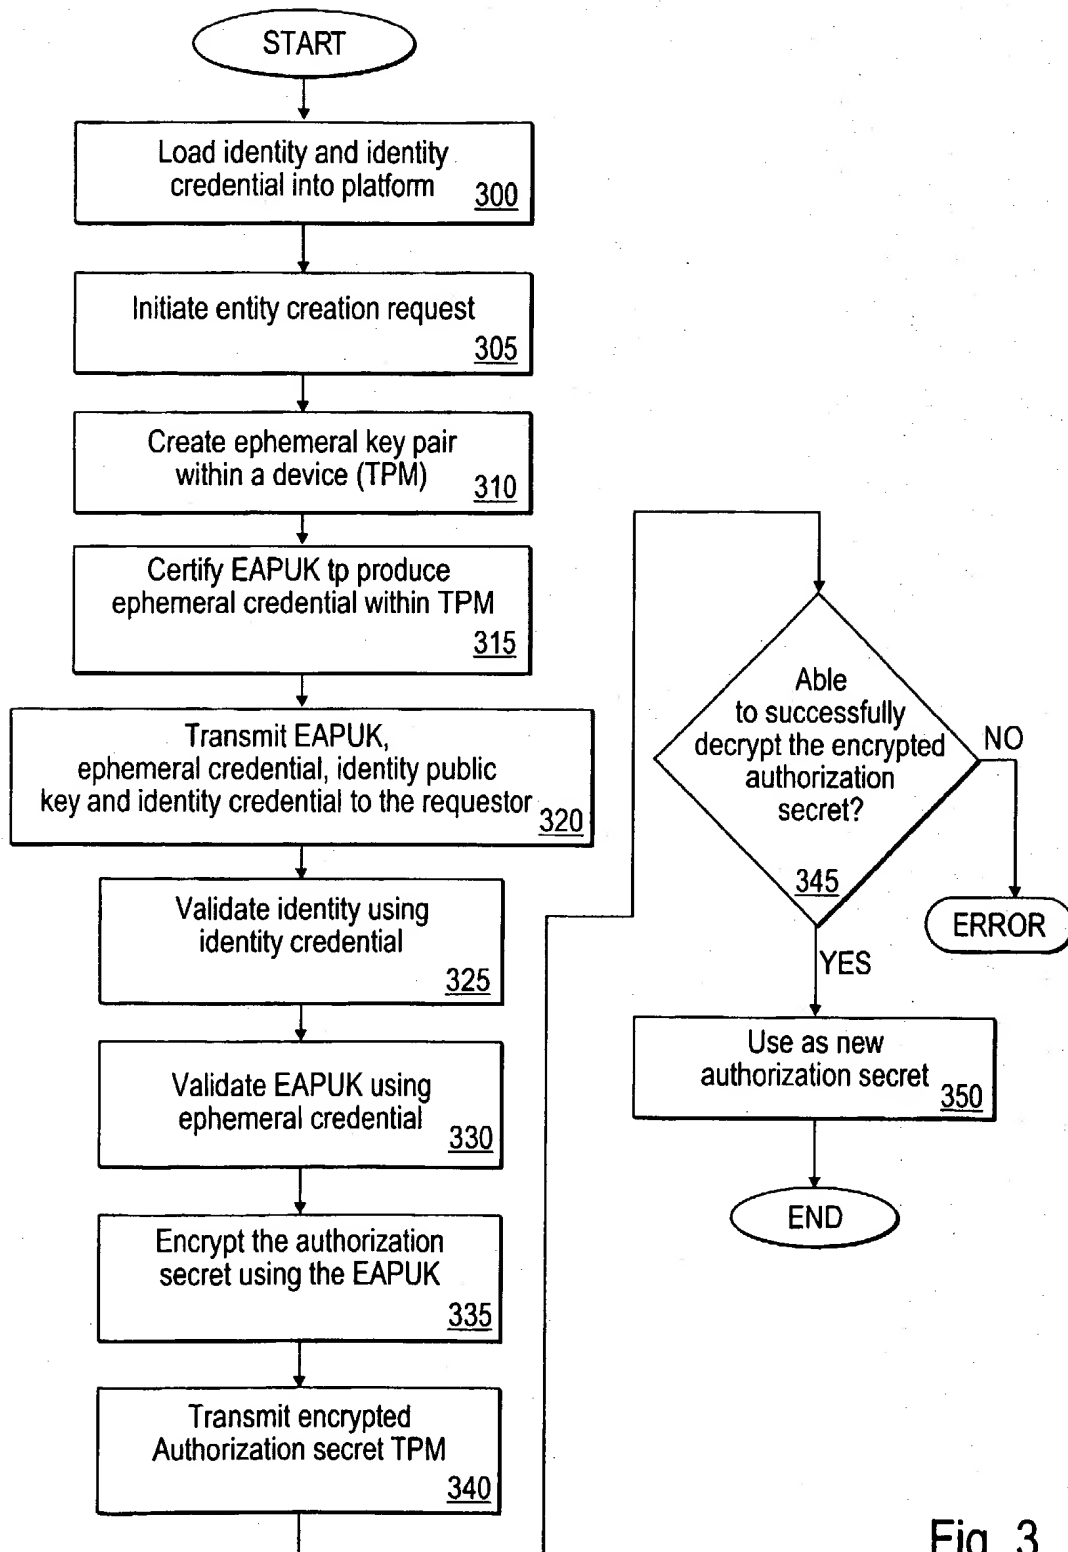 START
Load identity and identity
credential into platform
300
Initiate entity creation request
305
Create ephemeral key pair
within a device (TPM)
310
Certify EAPUK tp produce
ephemeral credential within TPM
315
Transmit EAPUK,
ephemeral credential, identity public
key and identity credential to the requestor
320
Validate identity using
identity credential
325
Validate EAPUK using
ephemeral credential
330
Encrypt the authorization
secret using the EAPUK
335
Transmit encrypted
Authorization secret TPM
340
Able
to successfully
decrypt the encrypted
authorization
secret?
345
NO
ERROR
YES
Use as new
authorization secret
350
END
Fig. 3